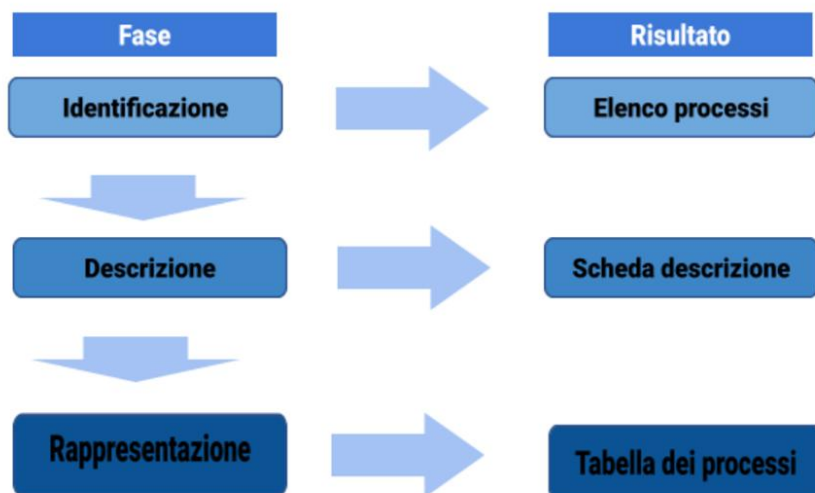 Fase
Risultato
Identificazione
Elenco processi
Descrizione
Scheda descrizione
Rappresentazione
Tabella dei processi